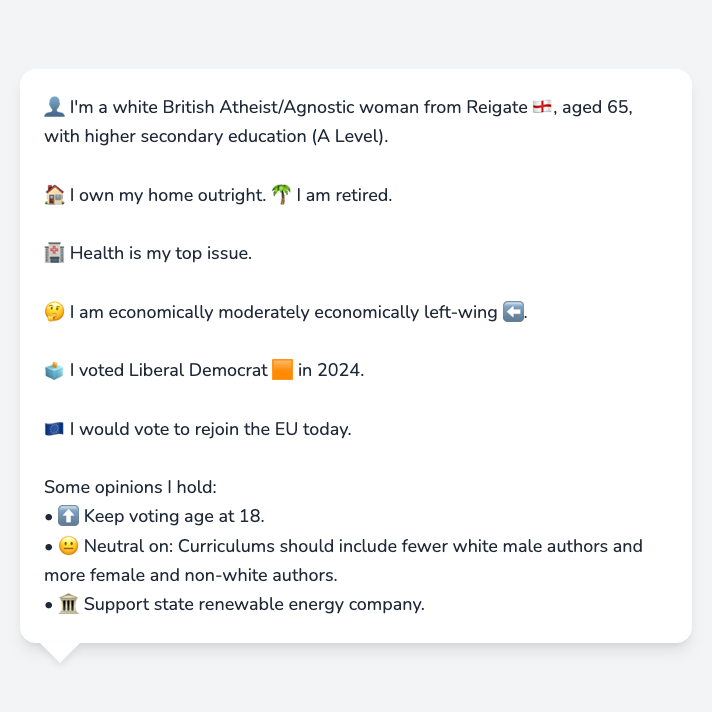 👤 I'm a white British Atheist/Agnostic woman from Reigate 🏴󠁧󠁢󠁥󠁮󠁧󠁿, aged 65,
with higher secondary education (A Level).
🏠 I own my home outright. 🌴 I am retired.
🏥 Health is my top issue.
🤔 I am economically moderately economically left-wing ⬅️.
🗳️ I voted Liberal Democrat 🟧 in 2024.
🇪🇺 I would vote to rejoin the EU today.
Some opinions I hold:
• ⬆️ Keep voting age at 18.
• 😐 Neutral on: Curriculums should include fewer white male authors and
more female and non-white authors.
• 🏛️ Support state renewable energy company.